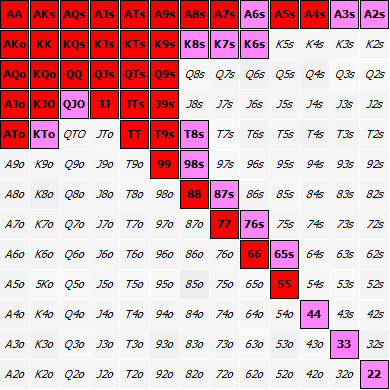 AA AKs AQs AJs ATs A9s A8s A7s A6s A5s A4s A3s A2s
AKo KK KQs KJs KTs K9s K8s K7s K6s K5s K4s K3s K2s
AQo KQo QQ QJs QTs Q9s Q8s Q7s Q6s Q5s Q4s Q3s Q2s
AJo KJO QJO JJ JTs J9s J8s J7s J6s J5s J4s J3s J2s
ATo KTo QTO JTo TT T9s T8s T7s T6s T5s T4s T3s T2s
A9o K9o Q9o J9o T9o 99 98s 97s 96s 95s 94s 93s 92s
A8o K8o Q8o J8o T8o 98o 88 87s 86s 85s 84s 83s 82s
A7o K7o Q7o J7o T7o 97o 87o 77 76s 75s 74s 73s 72s
A6o K6o Q6o J6o T6o 96o 86o 76o 66 65s 64s 63s 62s
A5o 5Ko Q5o J5o T5o 95o 85o 75o 65o 55 54s 53s 52s
A4o K4o Q4o J4o T4o 94o 84o 74o 64o 54o 44 43s 42s
A3o K3o Q3o J3o T3o 93o 83o 73o 63o 53o 43o 33 32s
A2o K2o Q2o J2o T2o 92o 82o 72o 62o 52o 42o 32o 22